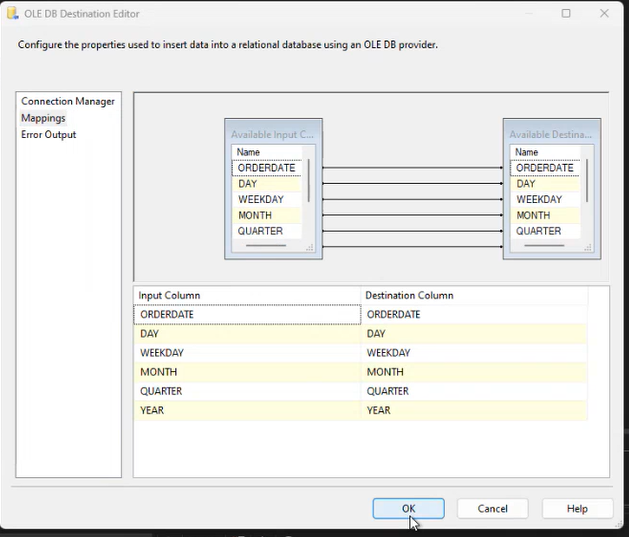 OLE DB Destination Editor
Configure the properties used to insert data into a relational database using an OLE DB provider.
Connection Manager
Mappings
Error Output
Available Input C...
Name
ORDERDATE
DAY
WEEKDAY
MONTH
QUARTER
Available Destina...
Name
ORDERDATE
DAY
WEEKDAY
MONTH
QUARTER
Input Column Destination Column
ORDERDATE ORDERDATE
DAY DAY
WEEKDAY WEEKDAY
MONTH MONTH
QUARTER QUARTER
YEAR YEAR
OK Cancel Help